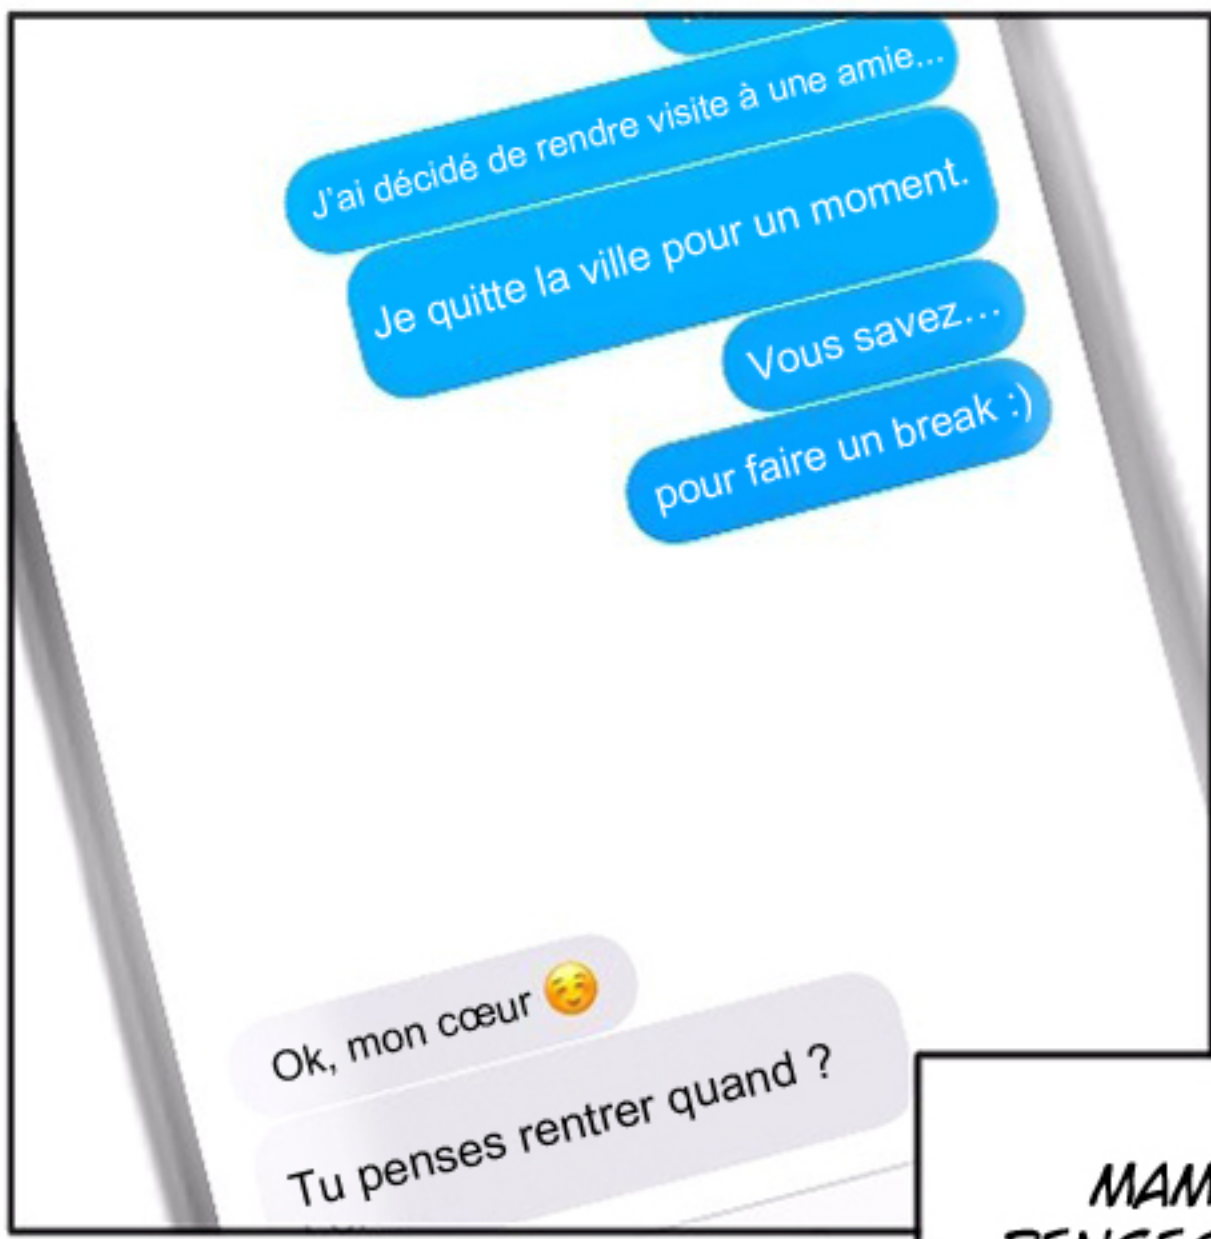 J'ai décidé de rendre visite à une amie...
Je quitte la ville pour un moment.
Vous savez...
pour faire un break :)
Ok, mon cœur ☺️
Tu penses rentrer quand ?